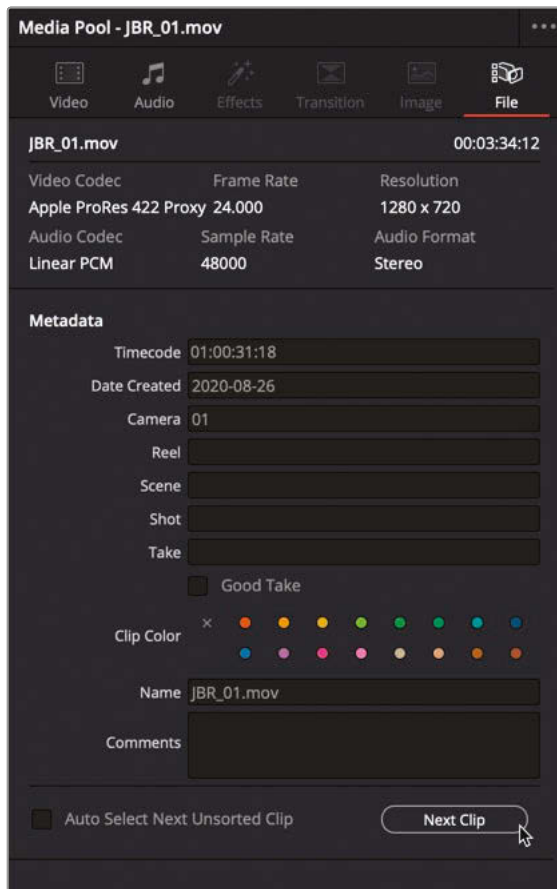 Media Pool - JBR_01.mov
Video Audio Effects Transition Image File
JBR_01.mov 00:03:34:12
Video Codec Frame Rate Resolution
Apple ProRes 422 Proxy 24.000 1280 x 720
Audio Codec Sample Rate Audio Format
Linear PCM 48000 Stereo
Metadata
Timecode 01:00:31:18
Date Created 2020-08-26
Camera 01
Reel
Scene
Shot
Take
Good Take
Clip Color
Name JBR_01.mov
Comments
Auto Select Next Unsorted Clip Next Clip